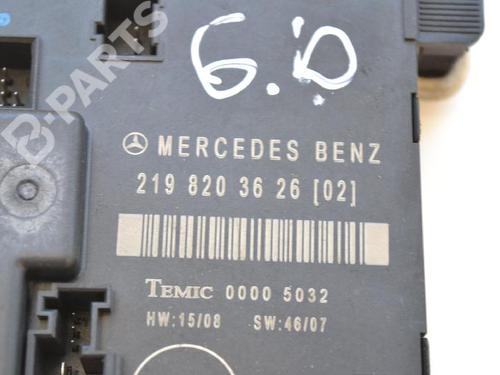 B-PARTS
6.D
MERCEDES BENZ
219 820 36 26 [02]
TEMIC 0000 5032
HW:15/08 SW:46/07